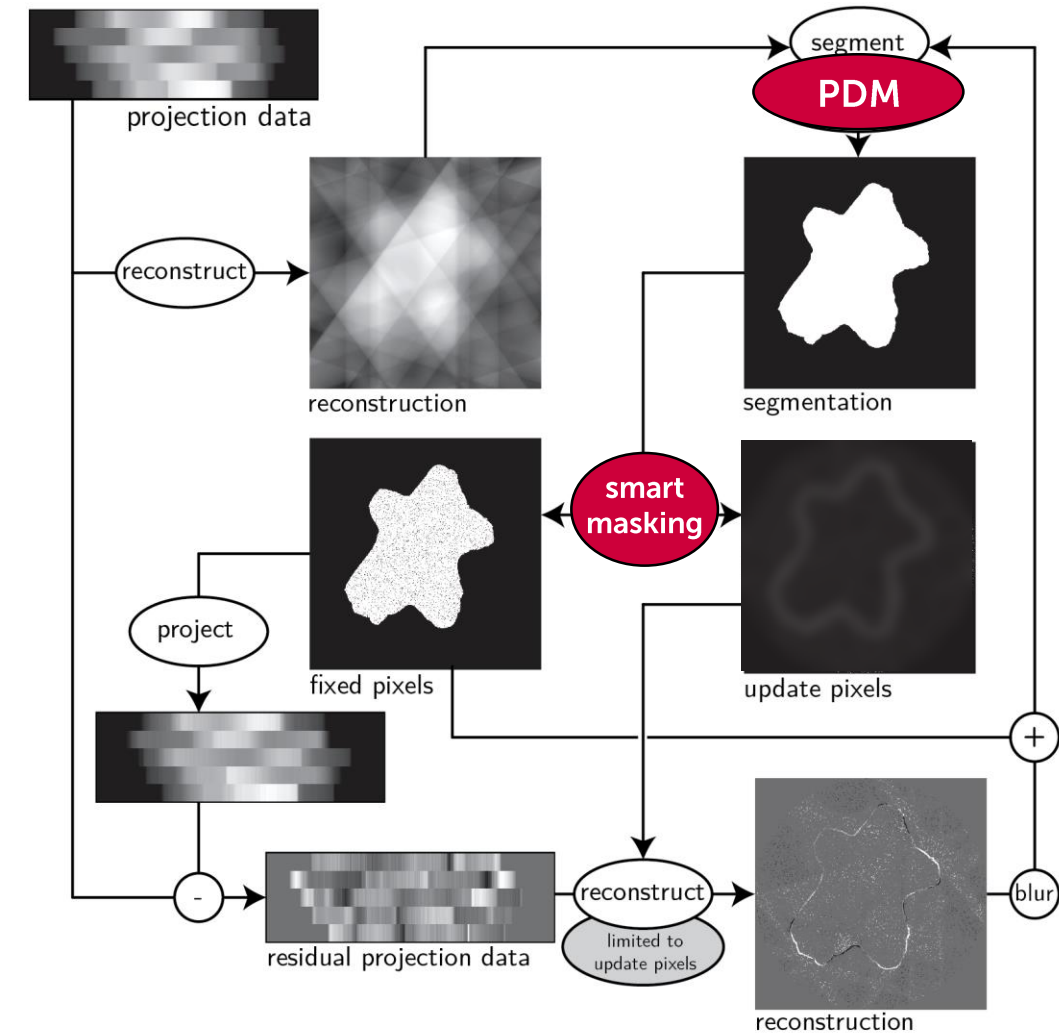 segment
PDM
projection data
reconstruct
reconstruction
segmentation
smart
masking
project
fixed pixels
update pixels
+
-
reconstruct
limited to
update pixels
blur
residual projection data
reconstruction